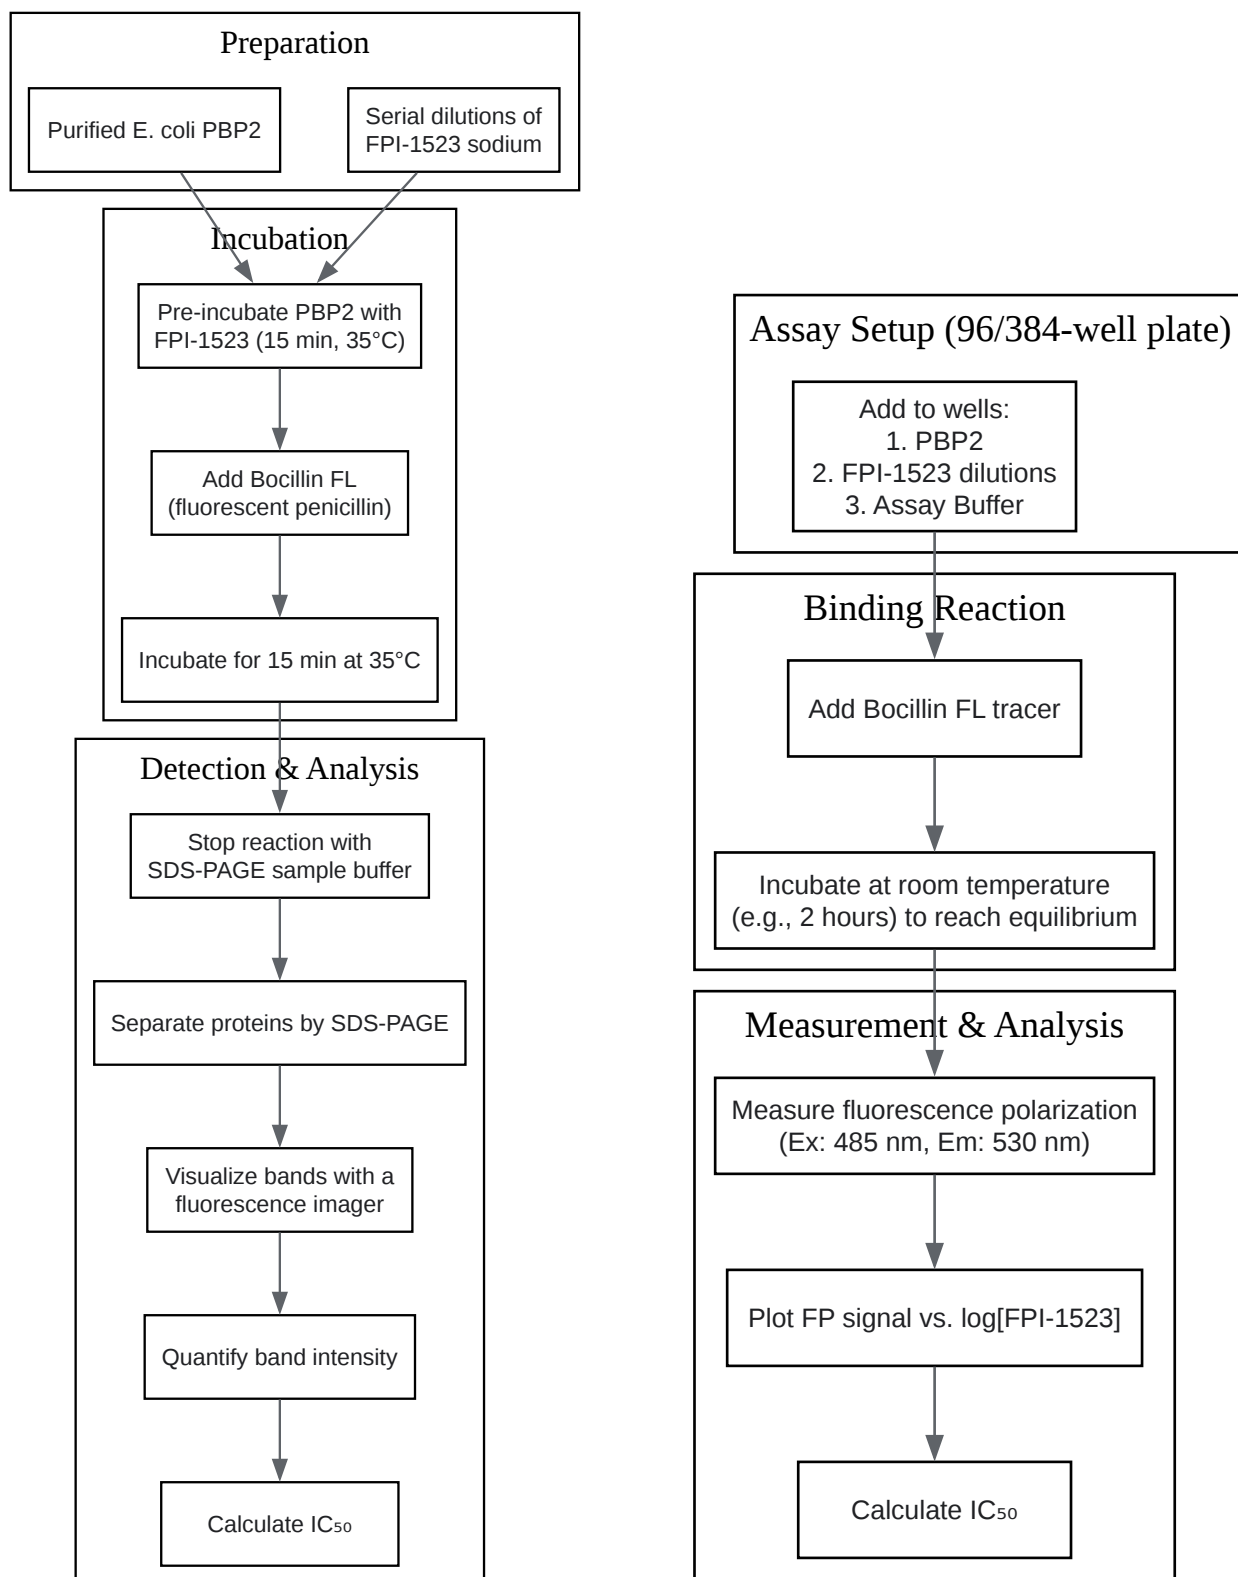 Preparation
Purified E. coli PBP2
Serial dilutions of
FPI-1523 sodium
Incubation
Pre-incubate PBP2 with
FPI-1523 (15 min, 35°C)
Add Bocillin FL
(fluorescent penicillin)
Incubate for 15 min at 35°C
Detection & Analysis
Stop reaction with
SDS-PAGE sample buffer
Separate proteins by SDS-PAGE
Visualize bands with a
fluorescence imager
Quantify band intensity
Calculate IC₅₀
Assay Setup (96/384-well plate)
Add to wells:
1. PBP2
2. FPI-1523 dilutions
3. Assay Buffer
Binding Reaction
Add Bocillin FL tracer
Incubate at room temperature
(e.g., 2 hours) to reach equilibrium
Measurement & Analysis
Measure fluorescence polarization
(Ex: 485 nm, Em: 530 nm)
Plot FP signal vs. log[FPI-1523]
Calculate IC₅₀